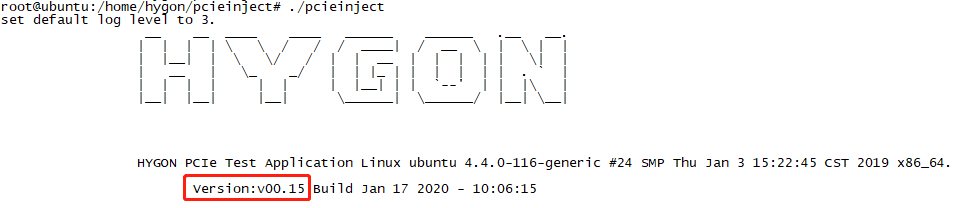 root@ubuntu:/home/hygon/pcieinject# ./pcieinject
set default log level to 3.
HYGON
HYGON PCIe Test Application Linux ubuntu 4.4.0-116-generic #24 SMP Thu Jan 3 15:22:45 CST 2019 x86_64.
Version:v00.15 Build Jan 17 2020 - 10:06:15